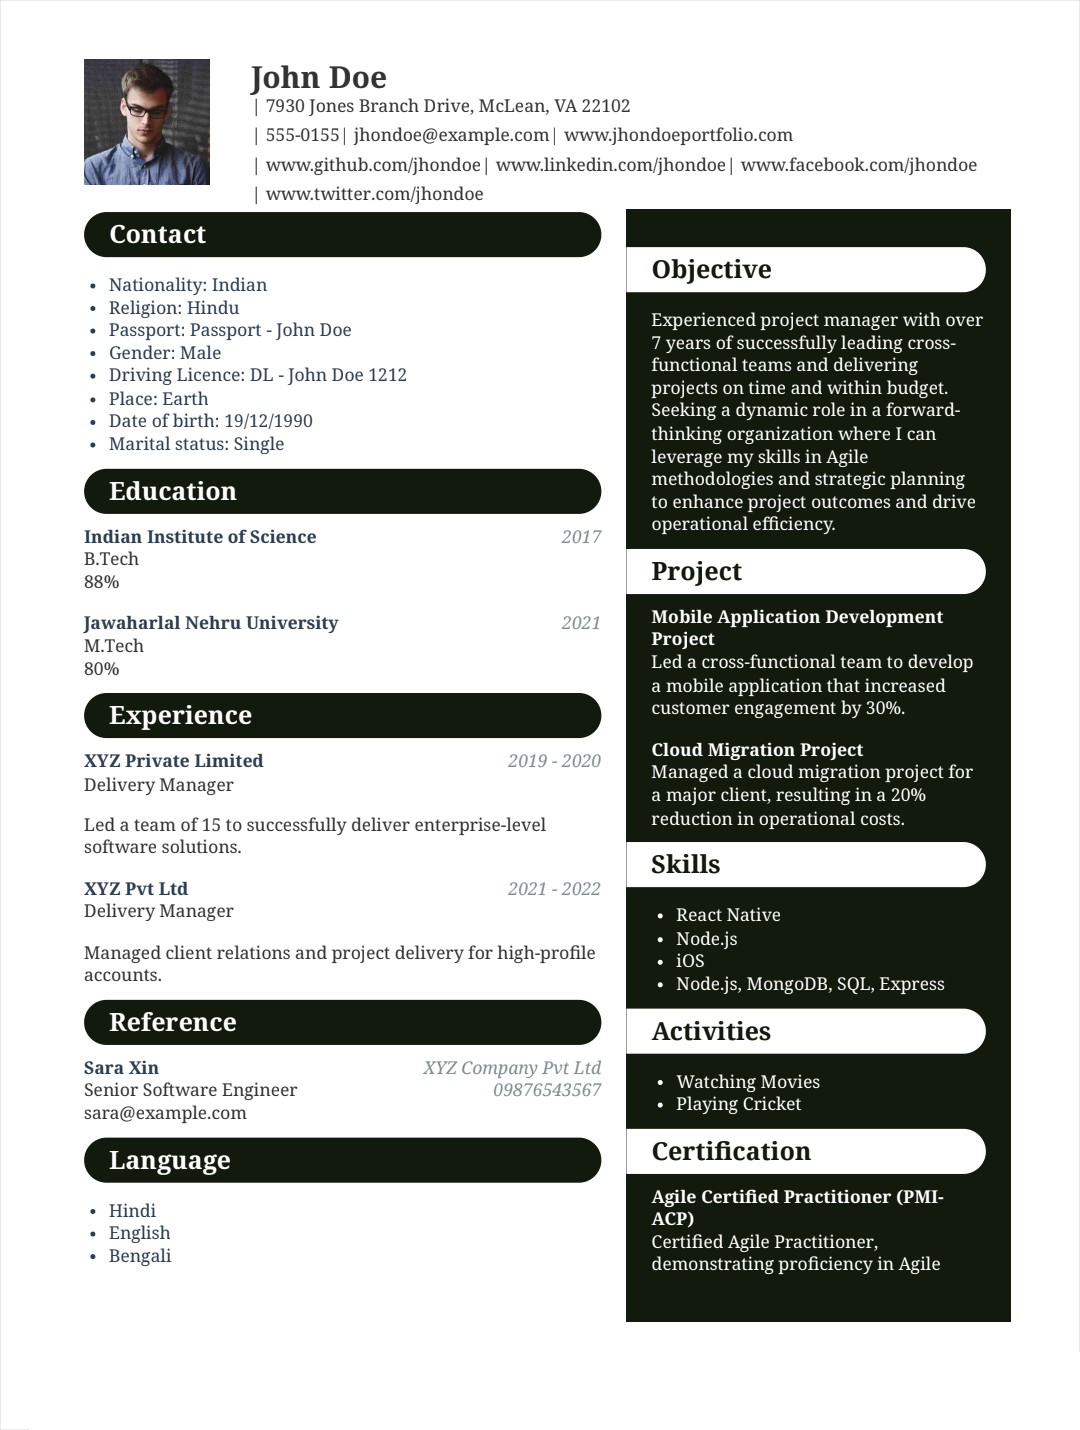 John Doe
| 7930 Jones Branch Drive, McLean, VA 22102
| 555-0155| jhondoe@example.com| www.jhondoeportfolio.com
| www.github.com/jhondoe| www.linkedin.com/jhondoe| www.facebook.com/jhondoe
| www.twitter.com/jhondoe
Contact
• Nationality: Indian
• Religion: Hindu
• Passport: Passport - John Doe
• Gender: Male
• Driving Licence: DL - John Doe 1212
• Place: Earth
• Date of birth: 19/12/1990
• Marital status: Single
Education
Indian Institute of Science 2017
B.Tech
88%
Jawaharlal Nehru University 2021
M.Tech
80%
Experience
XYZ Private Limited 2019 - 2020
Delivery Manager
Led a team of 15 to successfully deliver enterprise-level
software solutions.
XYZ Pvt Ltd 2021 - 2022
Delivery Manager
Managed client relations and project delivery for high-profile
accounts.
Reference
Sara Xin XYZ Company Pvt Ltd
Senior Software Engineer 09876543567
sara@example.com
Language
• Hindi
• English
• Bengali
Objective
Experienced project manager with over
7 years of successfully leading cross-
functional teams and delivering
projects on time and within budget.
Seeking a dynamic role in a forward-
thinking organization where I can
leverage my skills in Agile
methodologies and strategic planning
to enhance project outcomes and drive
operational efficiency.
Project
Mobile Application Development
Project
Led a cross-functional team to develop
a mobile application that increased
customer engagement by 30%.
Cloud Migration Project
Managed a cloud migration project for
a major client, resulting in a 20%
reduction in operational costs.
Skills
• React Native
• Node.js
• iOS
• Node.js, MongoDB, SQL, Express
Activities
• Watching Movies
• Playing Cricket
Certification
Agile Certified Practitioner (PMI-
ACP)
Certified Agile Practitioner,
demonstrating proficiency in Agile